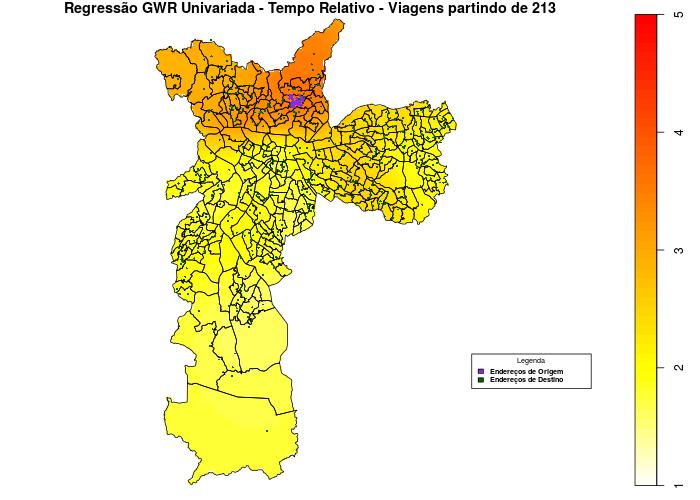 Regressão GWR Univariada - Tempo Relativo - Viagens partindo de 213
5
4
3
2
1
Legenda
Endereços de Origem
Endereços de Destino